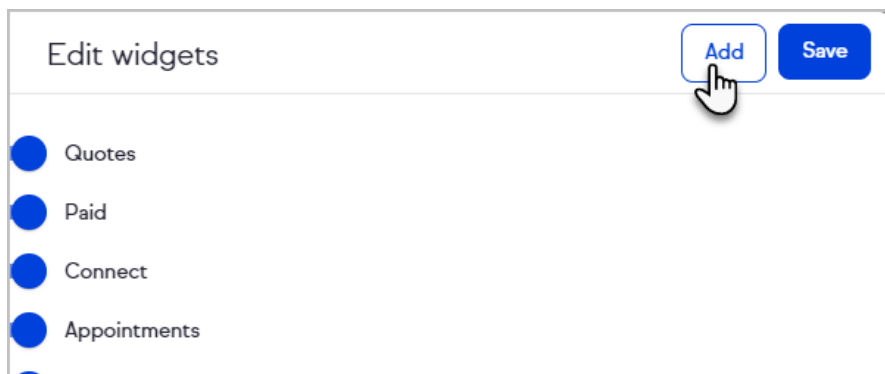 Edit widgets
Add
Save
Quotes
Paid
Connect
Appointments